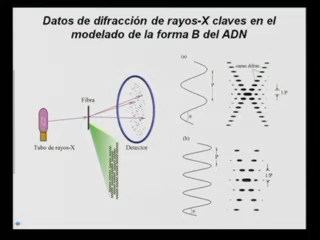 Datos de difracción de rayos-X claves en el
modelado de la forma B del ADN
(a)
Fibra
P
1/P
α
Tubo de rayos-X
Detector
(b)
P
1/P